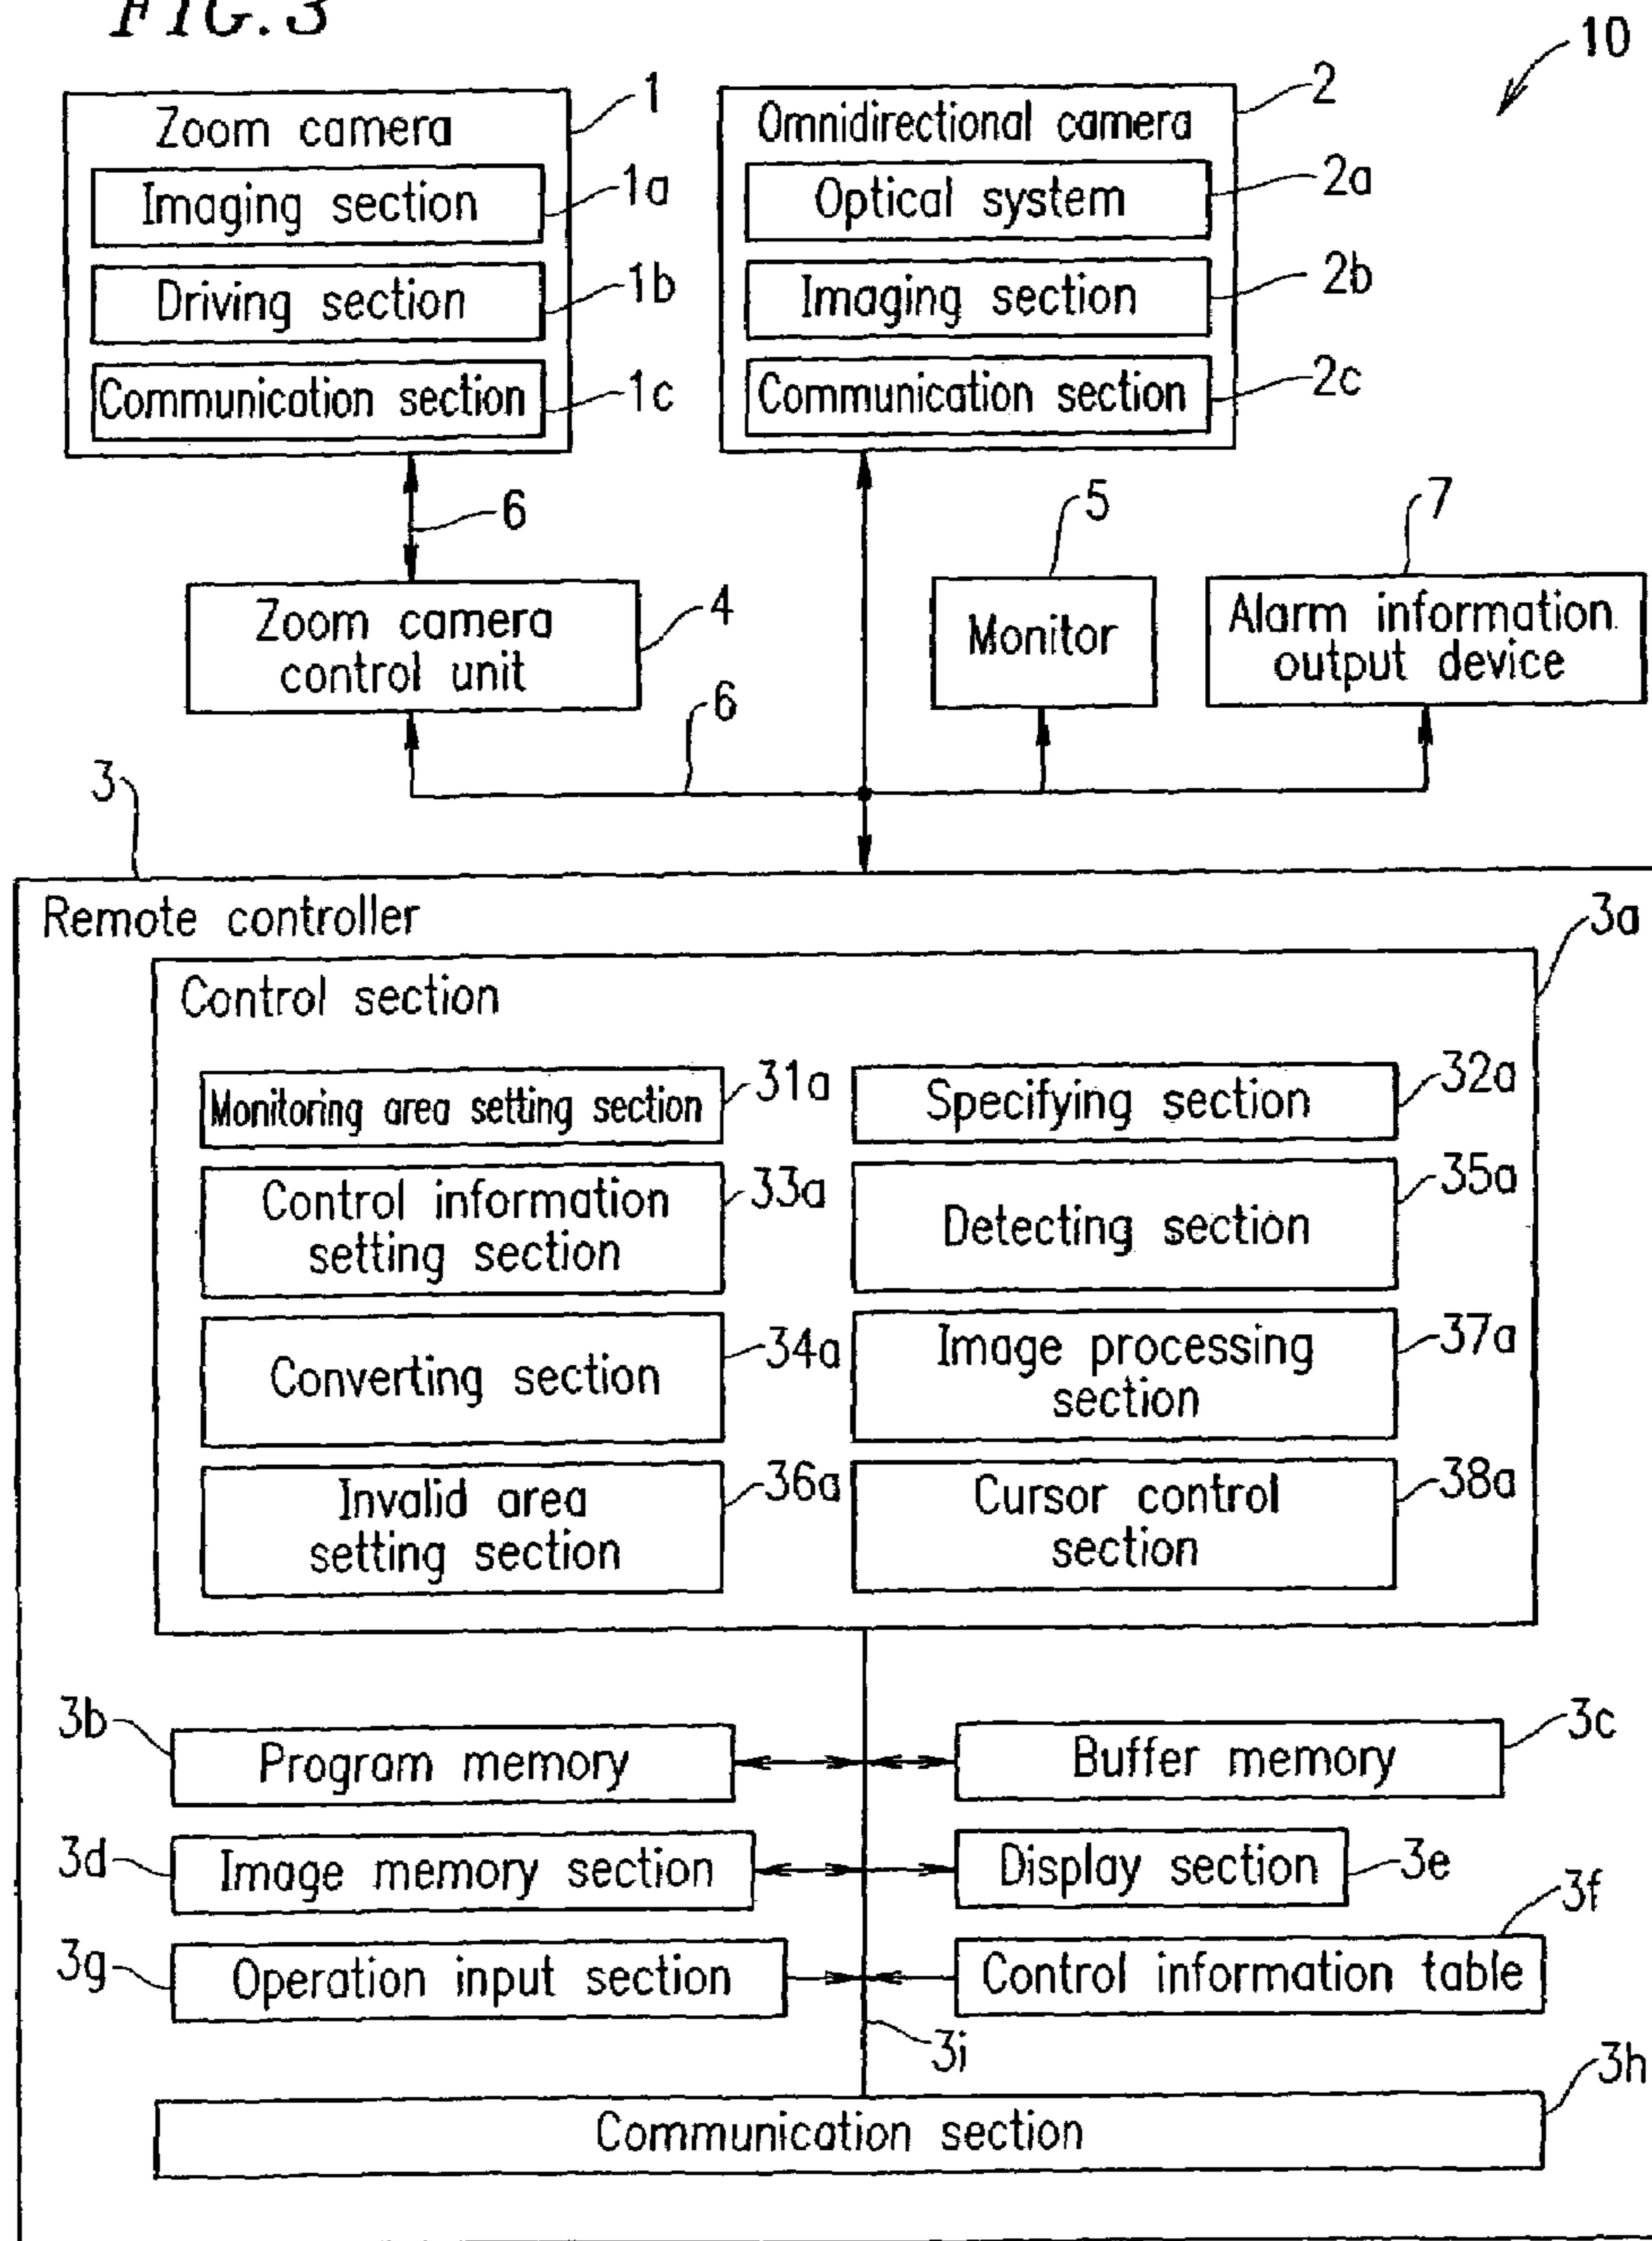 FIG. 3
10
Zoom camera
1
Imaging section
1a
Driving section
1b
Communication section
1c
Omnidirectional camera
2
Optical system
2a
Imaging section
2b
Communication section
2c
6
Zoom camera
control unit
4
6
5
Monitor
7
Alarm information
output device
3
Remote controller
3a
Control section
Monitoring area setting section
31a
Specifying section
32a
Control information
setting section
33a
Detecting section
35a
Converting section
34a
Image processing
section
37a
Invalid area
setting section
36a
Cursor control
section
38a
3b
Program memory
Buffer memory
3c
3d
Image memory section
Display section
3e
3g
Operation input section
Control information table
3f
3i
Communication section
3h